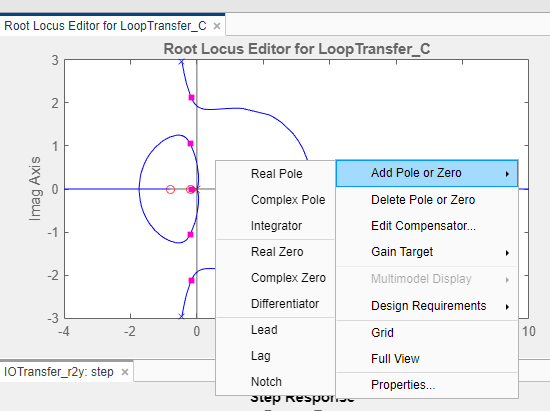 Root Locus Editor for LoopTransfer_C ×
Root Locus Editor for LoopTransfer_C
Imag Axis
3
2
1
0
-1
-2
-3
-4
-2
0
10
Real Pole
Complex Pole
Integrator
Real Zero
Complex Zero
Differentiator
Lead
Lag
Notch
Add Pole or Zero
Delete Pole or Zero
Edit Compensator...
Gain Target
Multimodel Display
Design Requirements
Grid
Full View
Properties...
IOTransfer_r2y: step ×
Step Response